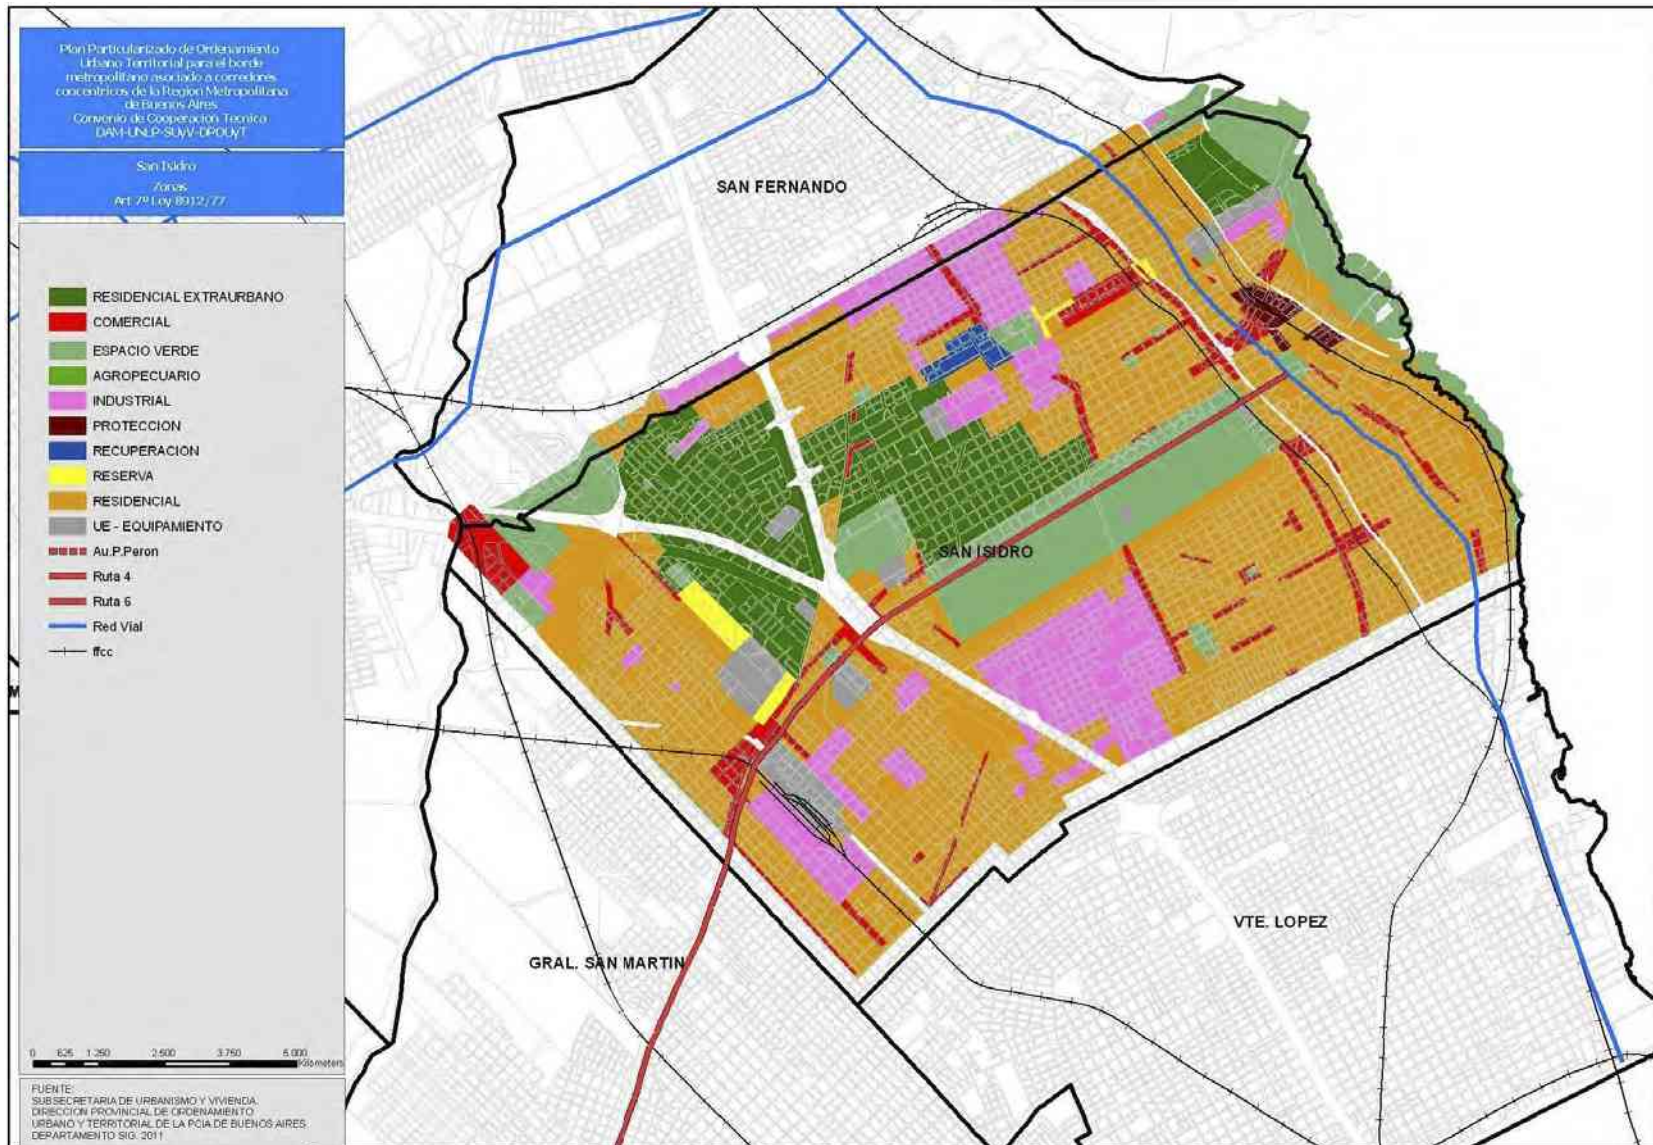 Plan Particularizado de Ordenamiento
Urbano Territorial para el borde
metropolitano asociado a corredores
concentricos de la Region Metropolitana
de Buenos Aires
Convenio de Cooperacion Tecnica
DAM-UNLP-SUyV-DPOUyT
San Isidro
Zonas
Art 7º Ley 8912/77
RESIDENCIAL EXTRAURBANO
COMERCIAL
ESPACIO VERDE
AGROPECUARIO
INDUSTRIAL
PROTECCION
RECUPERACION
RESERVA
RESIDENCIAL
UE - EQUIPAMIENTO
Au.P.Peron
Ruta 4
Ruta 6
Red Vial
ffcc
0 625 1.250 2.500 3.750 5.000
Kilometers
FUENTE:
SUBSECRETARIA DE URBANISMO Y VIVIENDA.
DIRECCION PROVINCIAL DE ORDENAMIENTO
URBANO Y TERRITORIAL DE LA PCIA DE BUENOS AIRES
DEPARTAMENTO SIG. 2011
SAN FERNANDO
SAN ISIDRO
M
VTE. LOPEZ
GRAL. SAN MARTIN